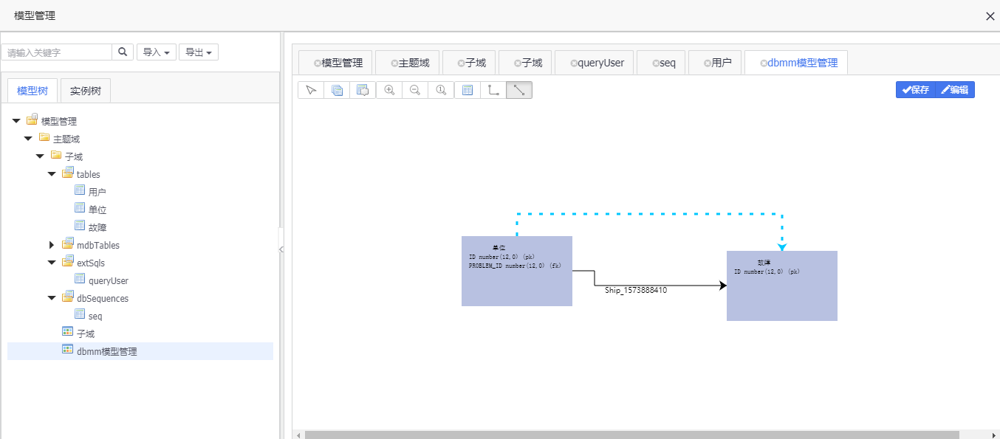 模型管理
请输入关键字
导入
导出
模型树
实例树
模型管理
主题域
子域
tables
用户
单位
故障
mdbTables
extSqls
queryUser
dbSequences
seq
子域
dbmm模型管理
模型管理
主题域
子域
子域
queryUser
seq
用户
dbmm模型管理
保存
编辑
单位
ID number(12,0) (pk)
PROBLEM_ID number(12,0) (fk)
Ship_1573888410
故障
ID number(12,0) (pk)